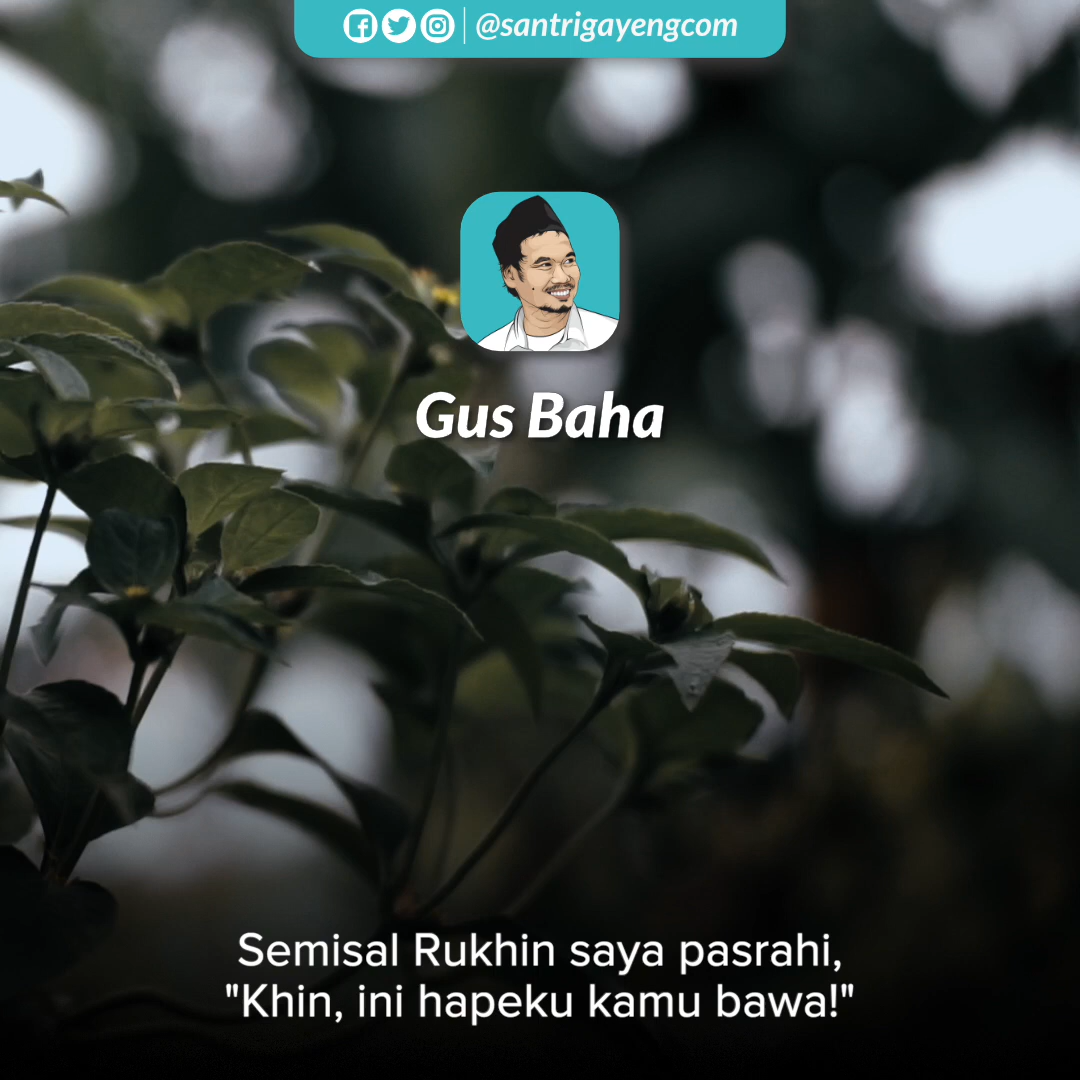 @santrigayengcom
Gus Baha
Semisal Rukhin saya pasrahi,
"Khin, ini hapeku kamu bawa!"